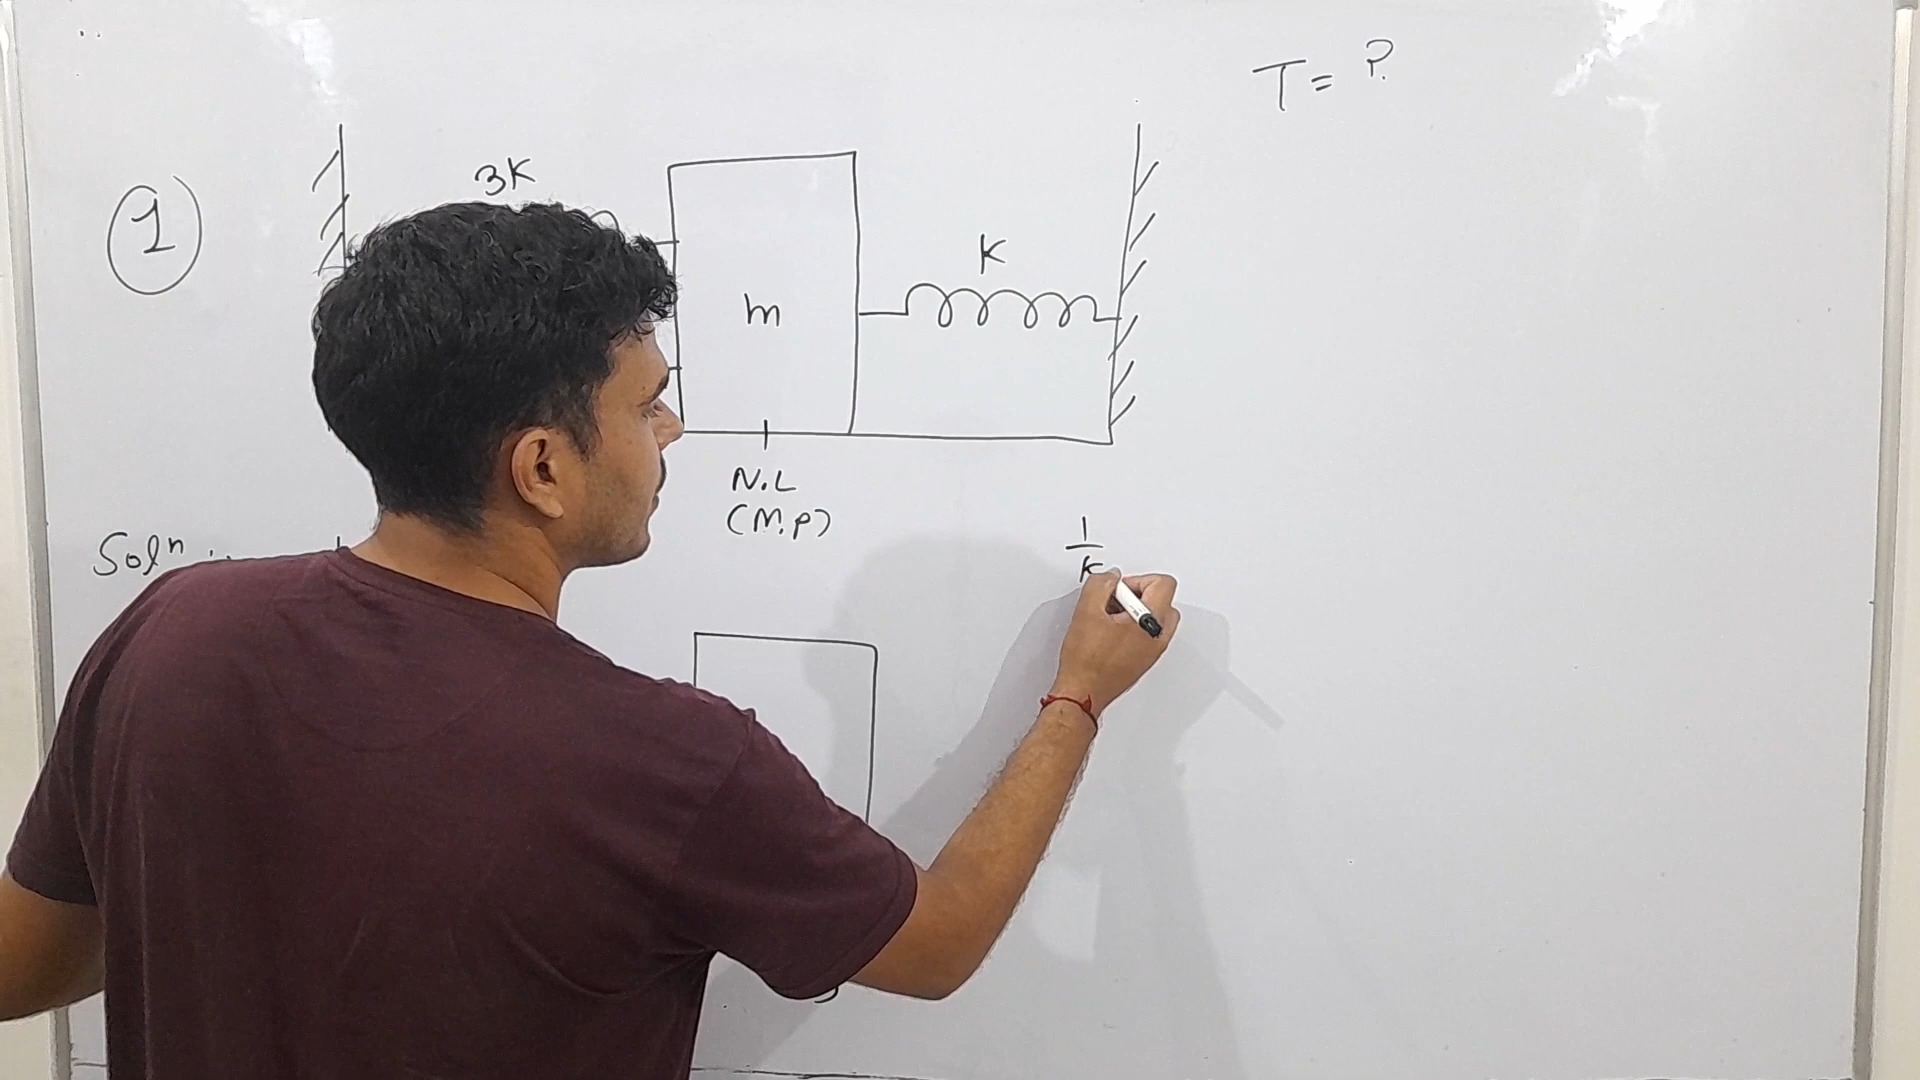 T = ?
1
3K
K
m
N.L
(M.P)
Solⁿ
1
K